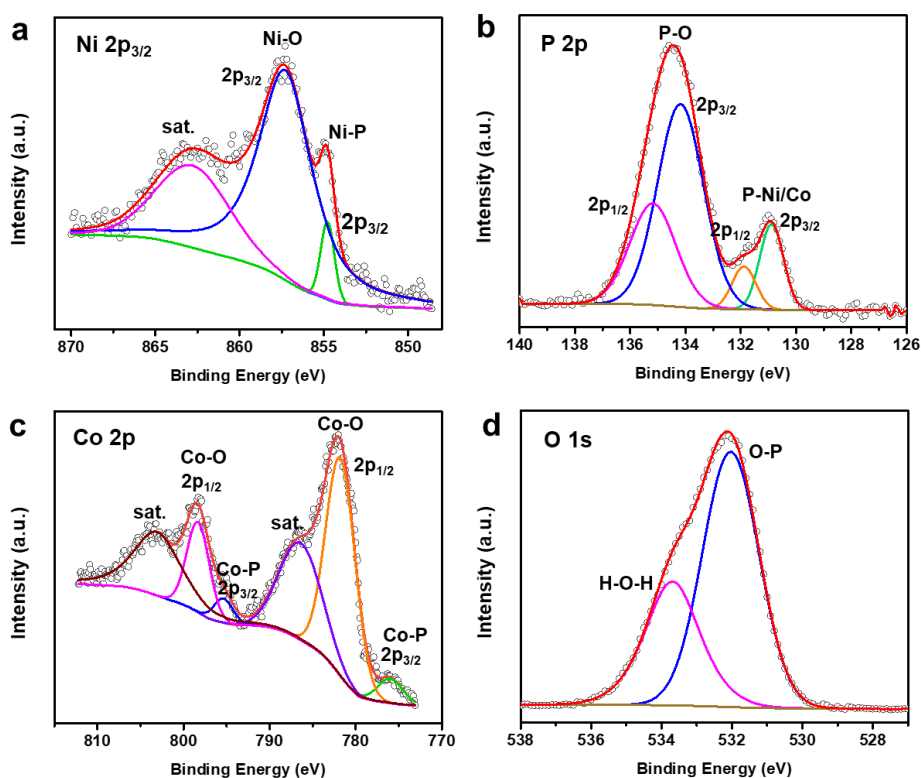 a
Ni 2p3/2
Ni-O
2p3/2
sat.
Ni-P
2p3/2
Intensity (a.u.)
870 865 860 855 850
Binding Energy (eV)
b
P 2p
P-O
2p3/2
2p1/2
P-Ni/Co
2p1/2
2p3/2
Intensity (a.u.)
140 138 136 134 132 130 128 126
Binding Energy (eV)
c
Co 2p
Co-O
2p1/2
Co-O
2p1/2
sat.
sat.
Co-P
2p3/2
Co-P
2p3/2
Intensity (a.u.)
810 800 790 780 770
Binding Energy (eV)
d
O 1s
O-P
H-O-H
Intensity (a.u.)
538 536 534 532 530 528
Binding Energy (eV)